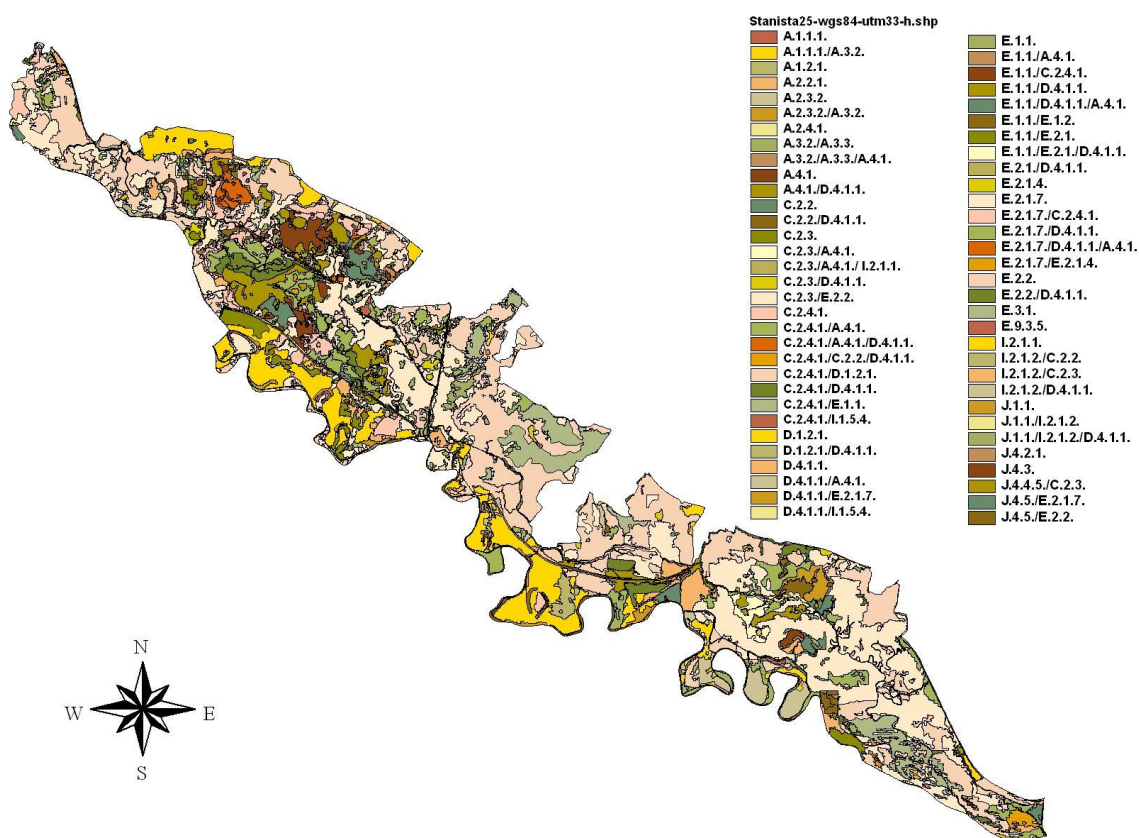 Stanista25-wgs84-utm33-h.shp
A.1.1.1.
A.1.1.1./A.3.2.
A.1.2.1.
A.2.2.1.
A.2.3.2.
A.2.3.2./A.3.2.
A.2.4.1.
A.3.2./A.3.3.
A.3.2./A.3.3./A.4.1.
A.4.1.
A.4.1./D.4.1.1.
C.2.2.
C.2.2./D.4.1.1.
C.2.3.
C.2.3./A.4.1.
C.2.3./A.4.1./ I.2.1.1.
C.2.3./D.4.1.1.
C.2.3./E.2.2.
C.2.4.1.
C.2.4.1./A.4.1.
C.2.4.1./A.4.1./D.4.1.1.
C.2.4.1./C.2.2./D.4.1.1.
C.2.4.1./D.1.2.1.
C.2.4.1./D.4.1.1.
C.2.4.1./E.1.1.
C.2.4.1./I.1.5.4.
D.1.2.1.
D.1.2.1./D.4.1.1.
D.4.1.1.
D.4.1.1./A.4.1.
D.4.1.1./E.2.1.7.
D.4.1.1./I.1.5.4.
E.1.1.
E.1.1./A.4.1.
E.1.1./C.2.4.1.
E.1.1./D.4.1.1.
E.1.1./D.4.1.1./A.4.1.
E.1.1./E.1.2.
E.1.1./E.2.1.
E.1.1./E.2.1./D.4.1.1.
E.2.1./D.4.1.1.
E.2.1.4.
E.2.1.7.
E.2.1.7./C.2.4.1.
E.2.1.7./D.4.1.1.
E.2.1.7./D.4.1.1./A.4.1.
E.2.1.7./E.2.1.4.
E.2.2.
E.2.2./D.4.1.1.
E.3.1.
E.9.3.5.
I.2.1.1.
I.2.1.2./C.2.2.
I.2.1.2./C.2.3.
I.2.1.2./D.4.1.1.
J.1.1.
J.1.1./I.2.1.2.
J.1.1./I.2.1.2./D.4.1.1.
J.4.2.1.
J.4.3.
J.4.4.5./C.2.3.
J.4.5./E.2.1.7.
J.4.5./E.2.2.
N
W
E
S